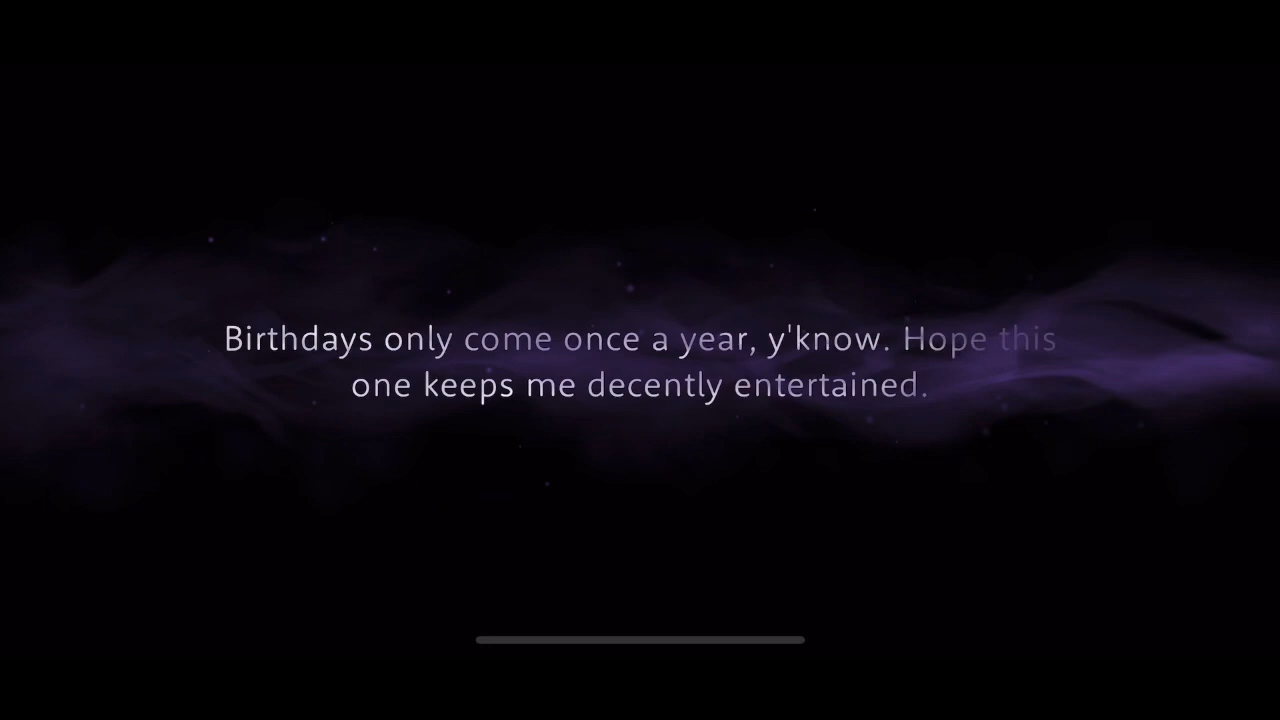 Birthdays only come once a year, y'know. Hope this
one keeps me decently entertained.